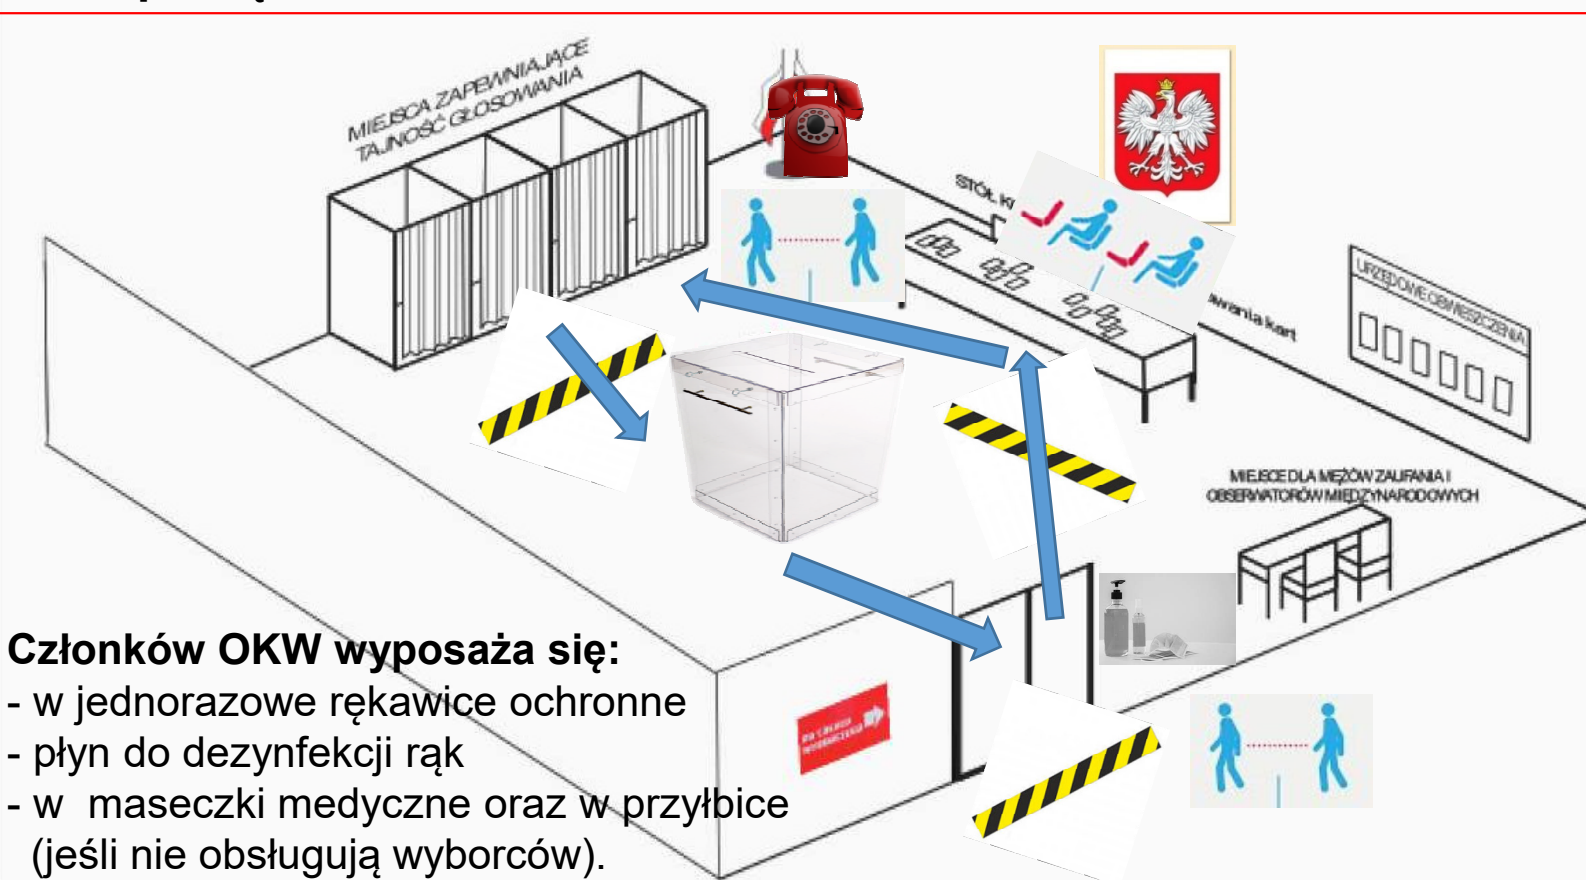 MIEJSCA ZAPEWNIAJĄCE
TAJNOŚĆ GŁOSOWANIA
STÓŁ
owania kart
URZĘDOWE OBWIESZCZENIA
MIEJSCE DLA MĘŻÓW ZAUFANIA I
OBSERWATORÓW MIĘDZYNARODOWYCH
Członków OKW wyposaża się:
- w jednorazowe rękawice ochronne
- płyn do dezynfekcji rąk
- w maseczki medyczne oraz w przyłbice
(jeśli nie obsługują wyborców).